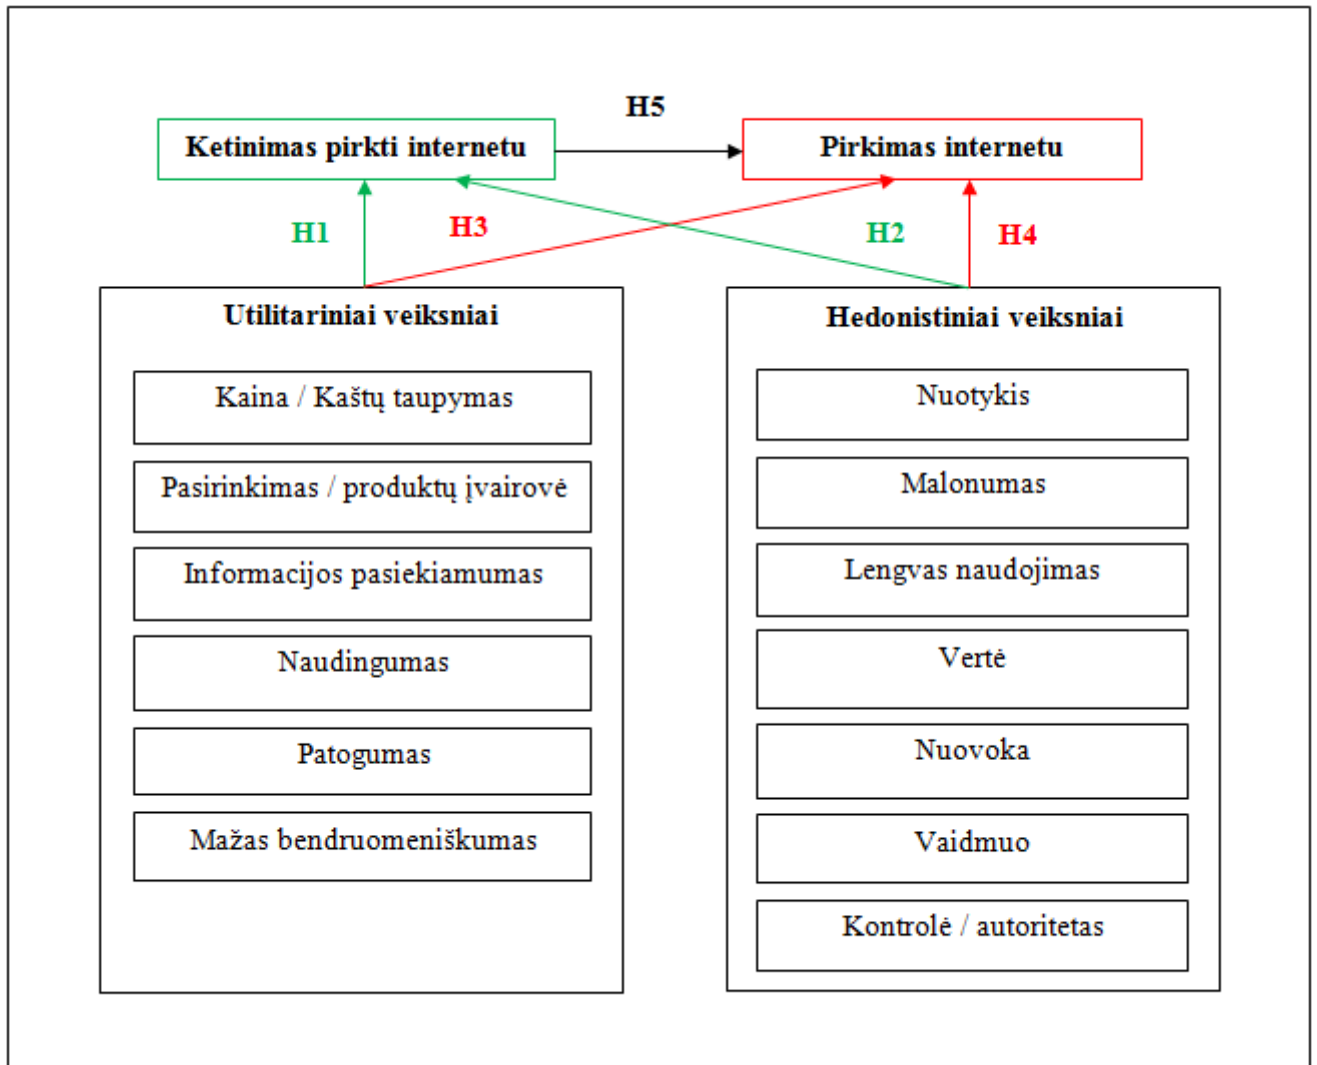 H5
Ketinimas pirkti internetu
Pirkimas internetu
H1
H3
H2
H4
Utilitariniai veiksniai
Kaina / Kaštų taupymas
Pasirinkimas / produktų įvairovė
Informacijos pasiekiamumas
Naudingumas
Patogumas
Mažas bendruomeniškumas
Hedonistiniai veiksniai
Nuotykis
Malonumas
Lengvas naudojimas
Vertė
Nuovoka
Vaidmuo
Kontrolė / autoritetas